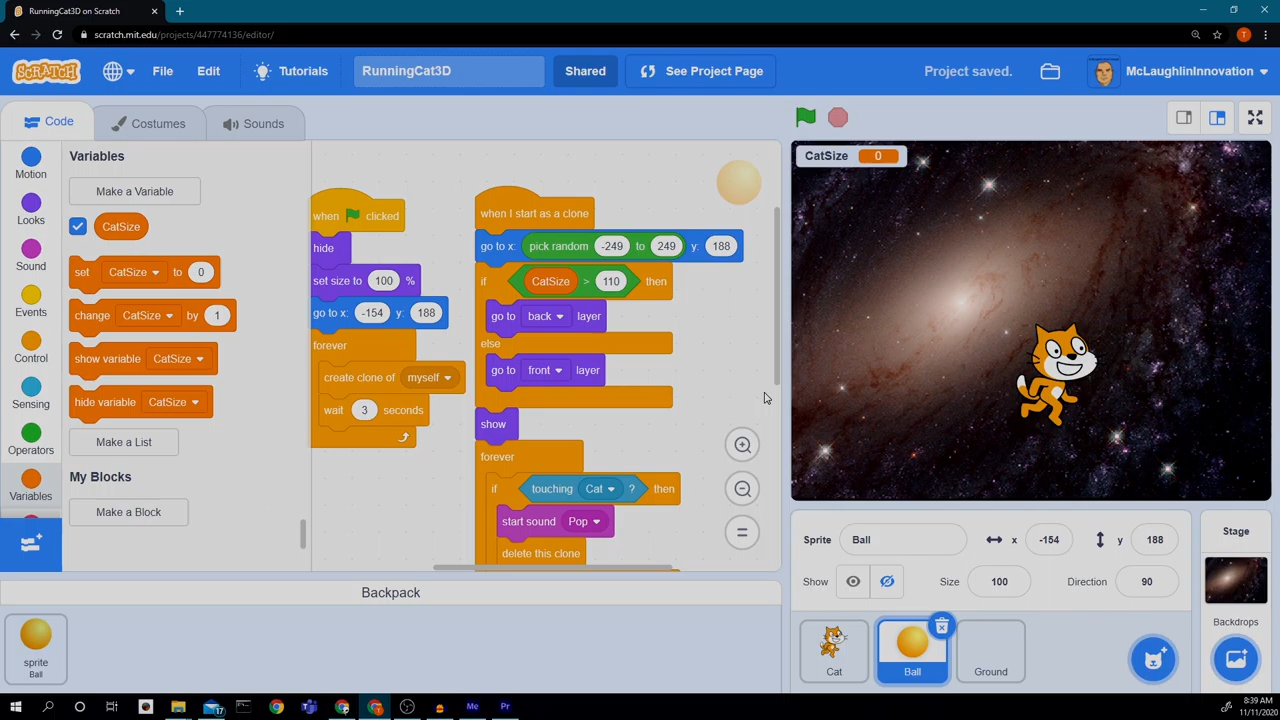 RunningCat3D on Scratch
scratch.mit.edu/projects/447774136/editor/
T
SCRATCH
File
Edit
Tutorials
RunningCat3D
Shared
See Project Page
Project saved.
McLaughlinInnovation
Code
Costumes
Sounds
Motion
Looks
Sound
Events
Control
Sensing
Operators
Variables
Variables
Make a Variable
CatSize
set CatSize to 0
change CatSize by 1
show variable CatSize
hide variable CatSize
Make a List
My Blocks
Make a Block
when clicked
hide
set size to 100 %
go to x: -154 y: 188
forever
create clone of myself
wait 3 seconds
when I start as a clone
go to x: pick random -249 to 249 y: 188
if CatSize > 110 then
go to back layer
else
go to front layer
show
forever
if touching Cat ? then
start sound Pop
delete this clone
CatSize 0
Sprite Ball x -154 y 188
Show Size 100 Direction 90
Cat
Ball
Ground
Stage
Backdrops
Backpack
sprite
Ball
17
Me
Pr
8:39 AM
11/11/2020